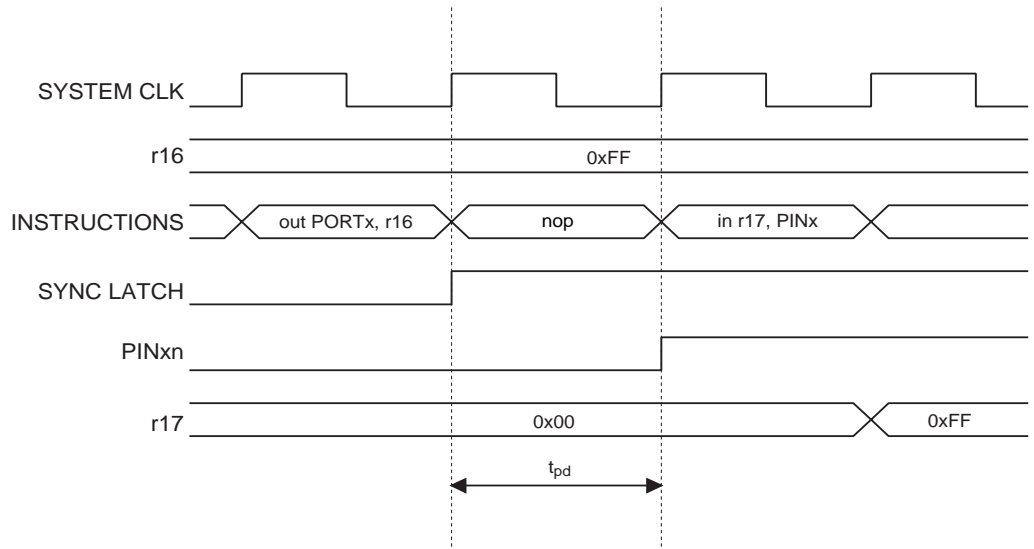 SYSTEM CLK
r16
0xFF
INSTRUCTIONS
out PORTx, r16
nop
in r17, PINx
SYNC LATCH
PINxn
r17
0x00
0xFF
tpd